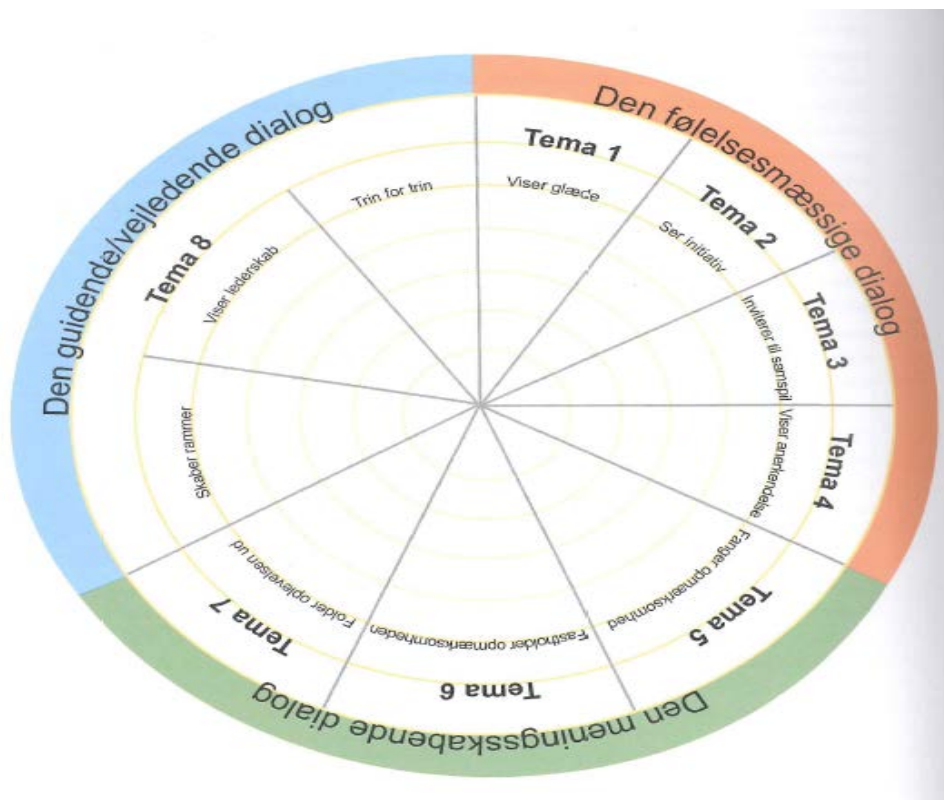 Den følelsesmæssige dialog
Tema 1
Viser glæde
Tema 2
Ser initiativ
Tema 3
Inviterer til samspil
Tema 4
Viser anerkendelse
Den meningsskabende dialog
Tema 5
Fanger opmærksomhed
Tema 6
Fastholder opmærksomheden
Tema 7
Folder oplevelsen ud
Den guidende/vejledende dialog
Skaber rammer
Tema 8
Viser lederskab
Trin for trin